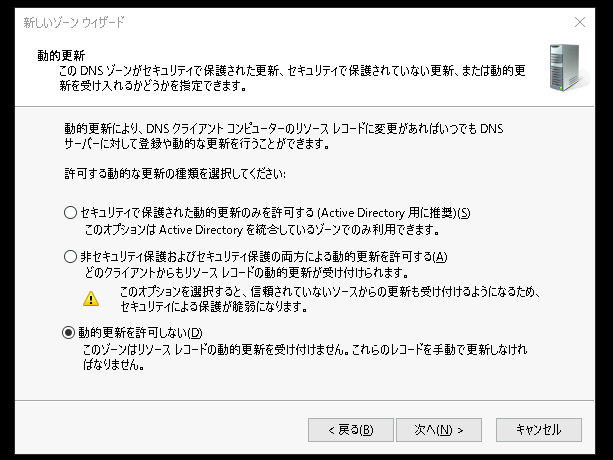 新しいゾーン ウィザード
動的更新
この DNS ゾーンがセキュリティで保護された更新、セキュリティで保護されていない更新、または動的更
新を受け入れるかどうかを指定できます。
動的更新により、DNS クライアント コンピューターのリソース レコードに変更があればいつでも DNS
サーバーに対して登録や動的な更新を行うことができます。
許可する動的な更新の種類を選択してください:
セキュリティで保護された動的更新のみを許可する (Active Directory 用に推奨)(S)
このオプションは Active Directory を統合しているゾーンでのみ利用できます。
非セキュリティ保護およびセキュリティ保護の両方による動的更新を許可する(A)
どのクライアントからもリソース レコードの動的更新が受け付けられます。
このオプションを選択すると、信頼されていないソースからの更新も受け付けるようになるため、
セキュリティによる保護が脆弱になります。
動的更新を許可しない(D)
このゾーンはリソース レコードの動的更新を受け付けません。これらのレコードを手動で更新しなけれ
ばなりません。
< 戻る(B)
次へ(N) >
キャンセル